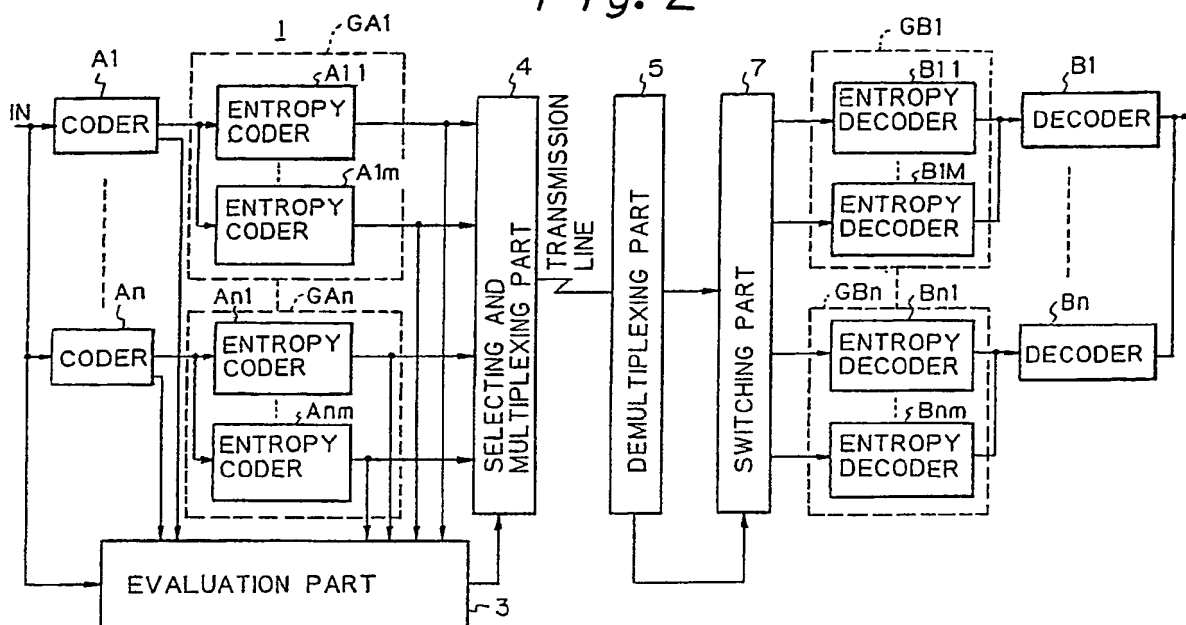 Fig. 2
1
GA1
GB1
A1
A11
4
5
7
B11
B1
IN
CODER
ENTROPY
CODER
ENTROPY
DECODER
DECODER
A1m
B1M
ENTROPY
CODER
ENTROPY
DECODER
SELECTING AND
MULTIPLEXING PART
TRANSMISSION
LINE
DEMULTIPLEXING PART
SWITCHING PART
An
An1
GAn
GBn
Bn1
Bn
CODER
ENTROPY
CODER
ENTROPY
DECODER
DECODER
Anm
Bnm
ENTROPY
CODER
ENTROPY
DECODER
EVALUATION PART
3